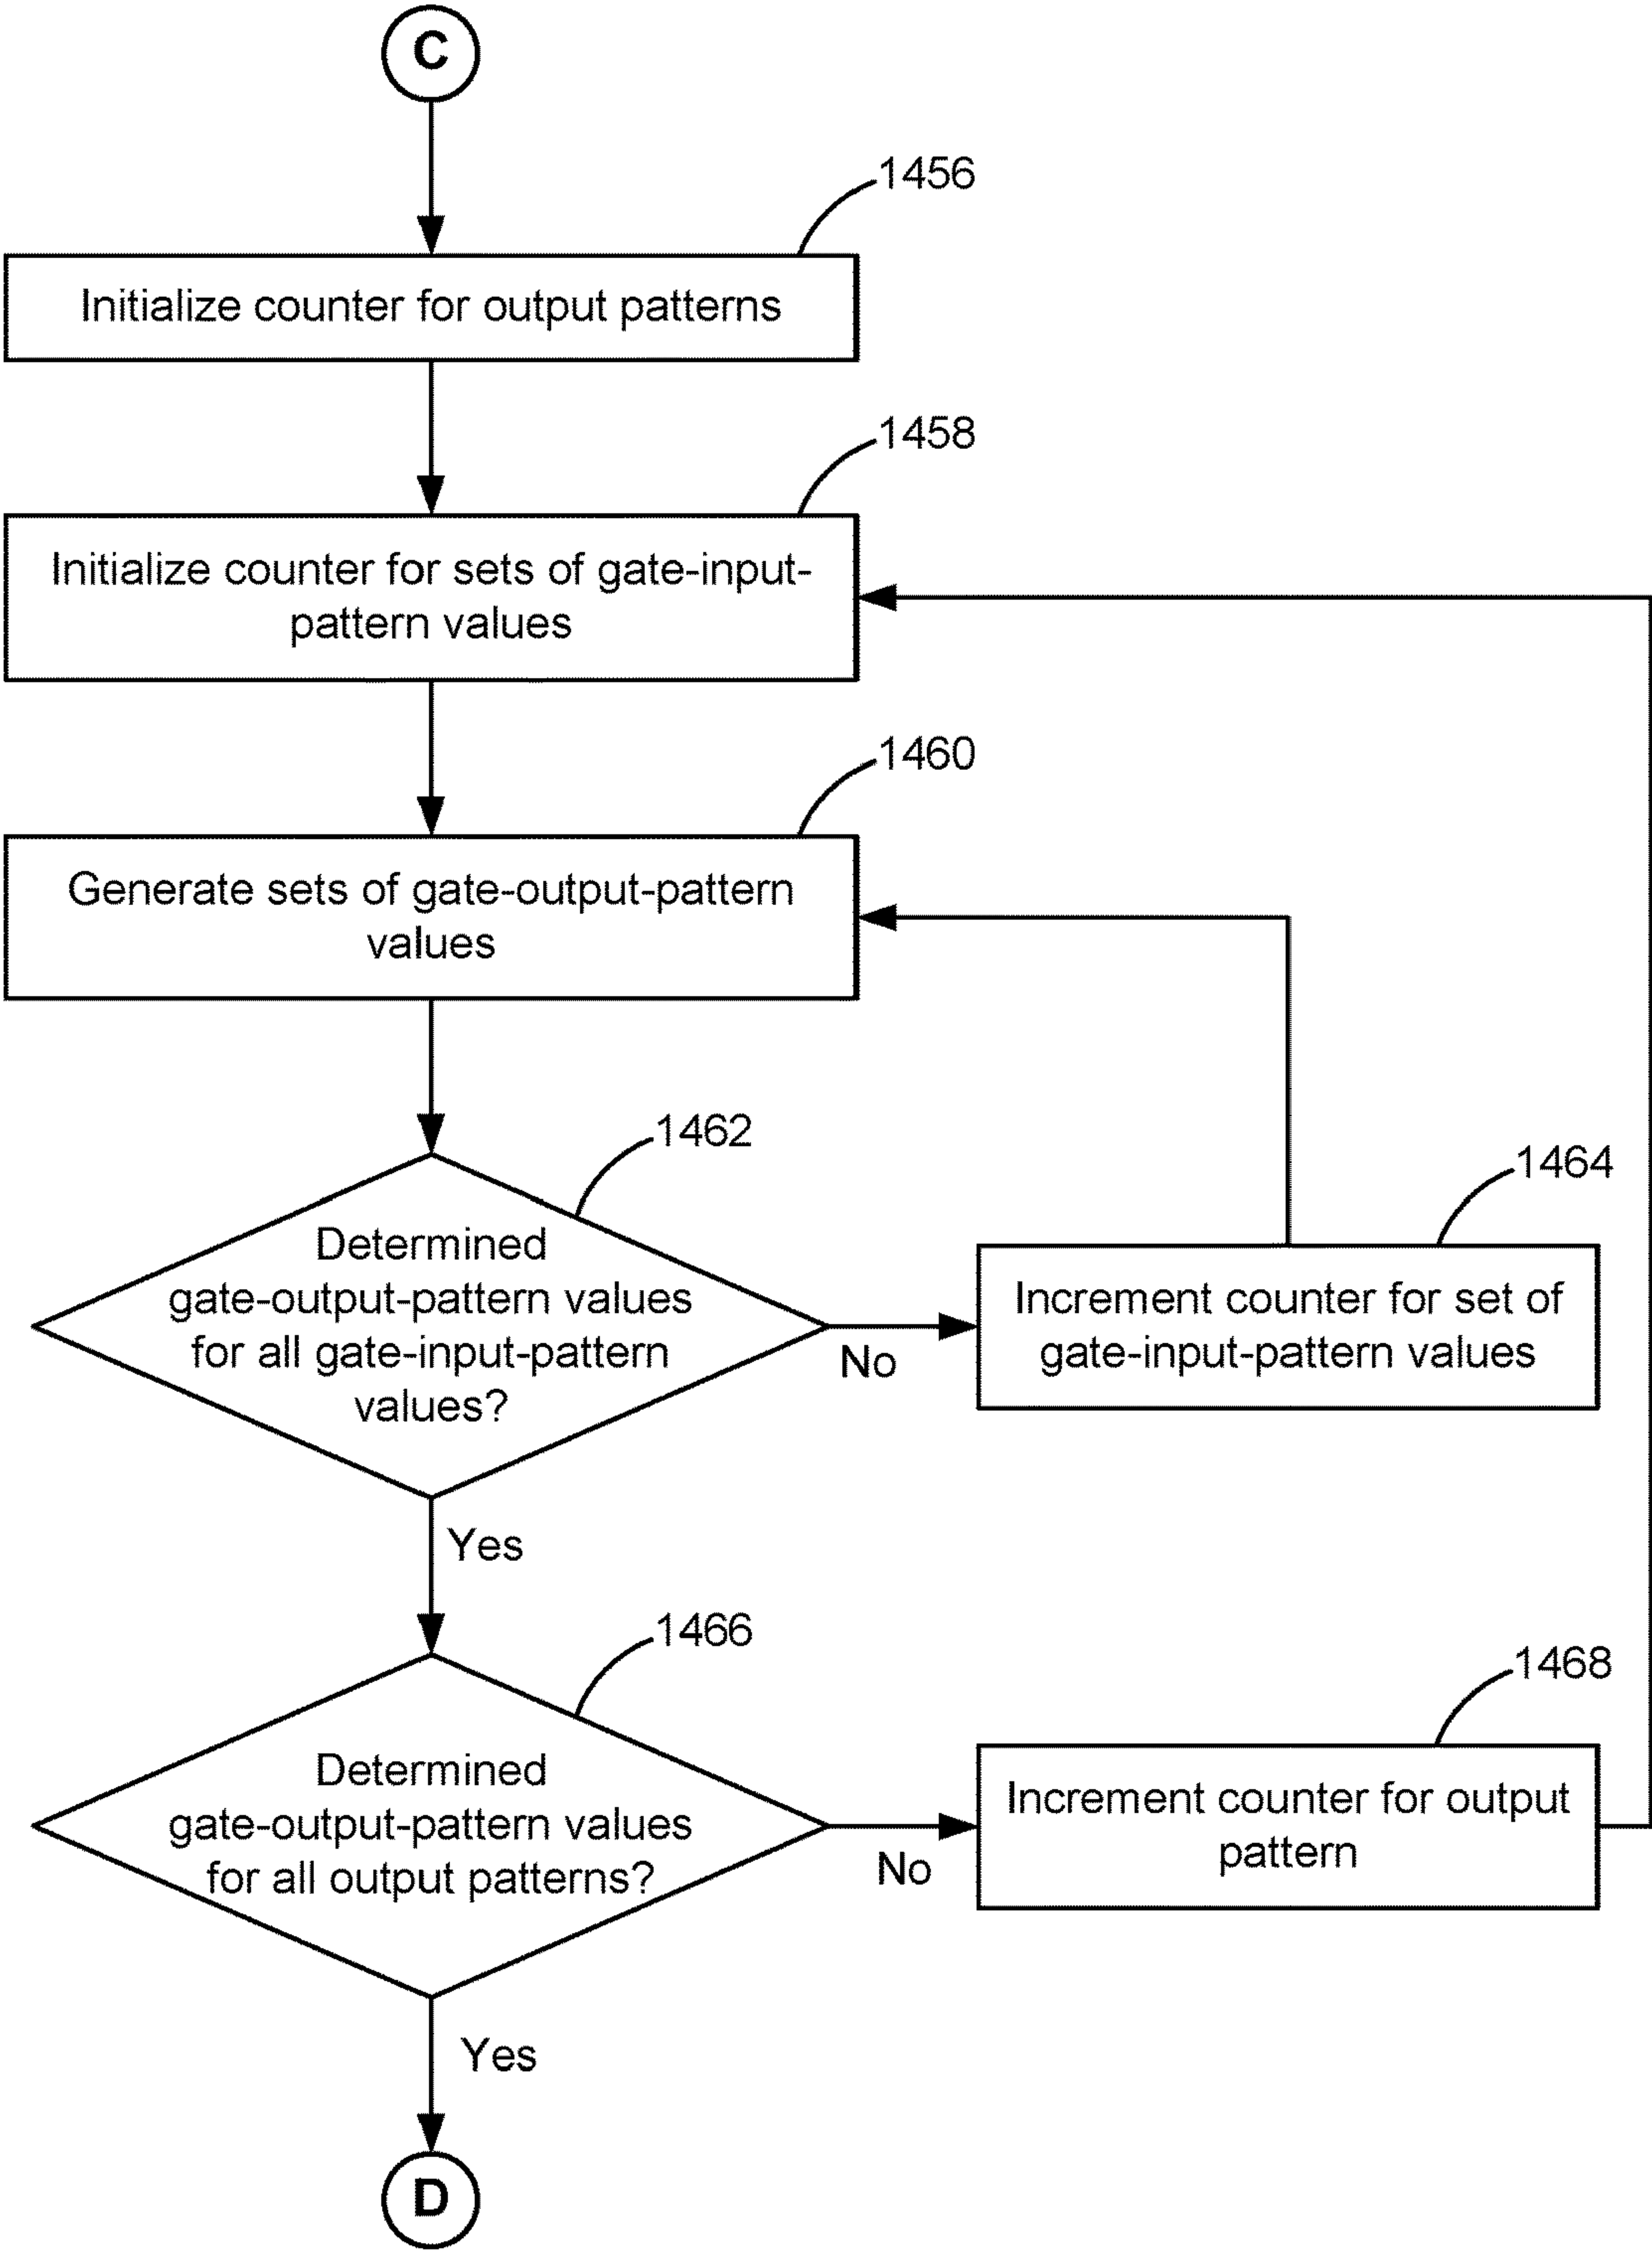 C
1456
Initialize counter for output patterns
1458
Initialize counter for sets of gate-input-
pattern values
1460
Generate sets of gate-output-pattern
values
1462
Determined
gate-output-pattern values
for all gate-input-pattern
values?
No
1464
Increment counter for set of
gate-input-pattern values
Yes
1466
Determined
gate-output-pattern values
for all output patterns?
No
1468
Increment counter for output
pattern
Yes
D